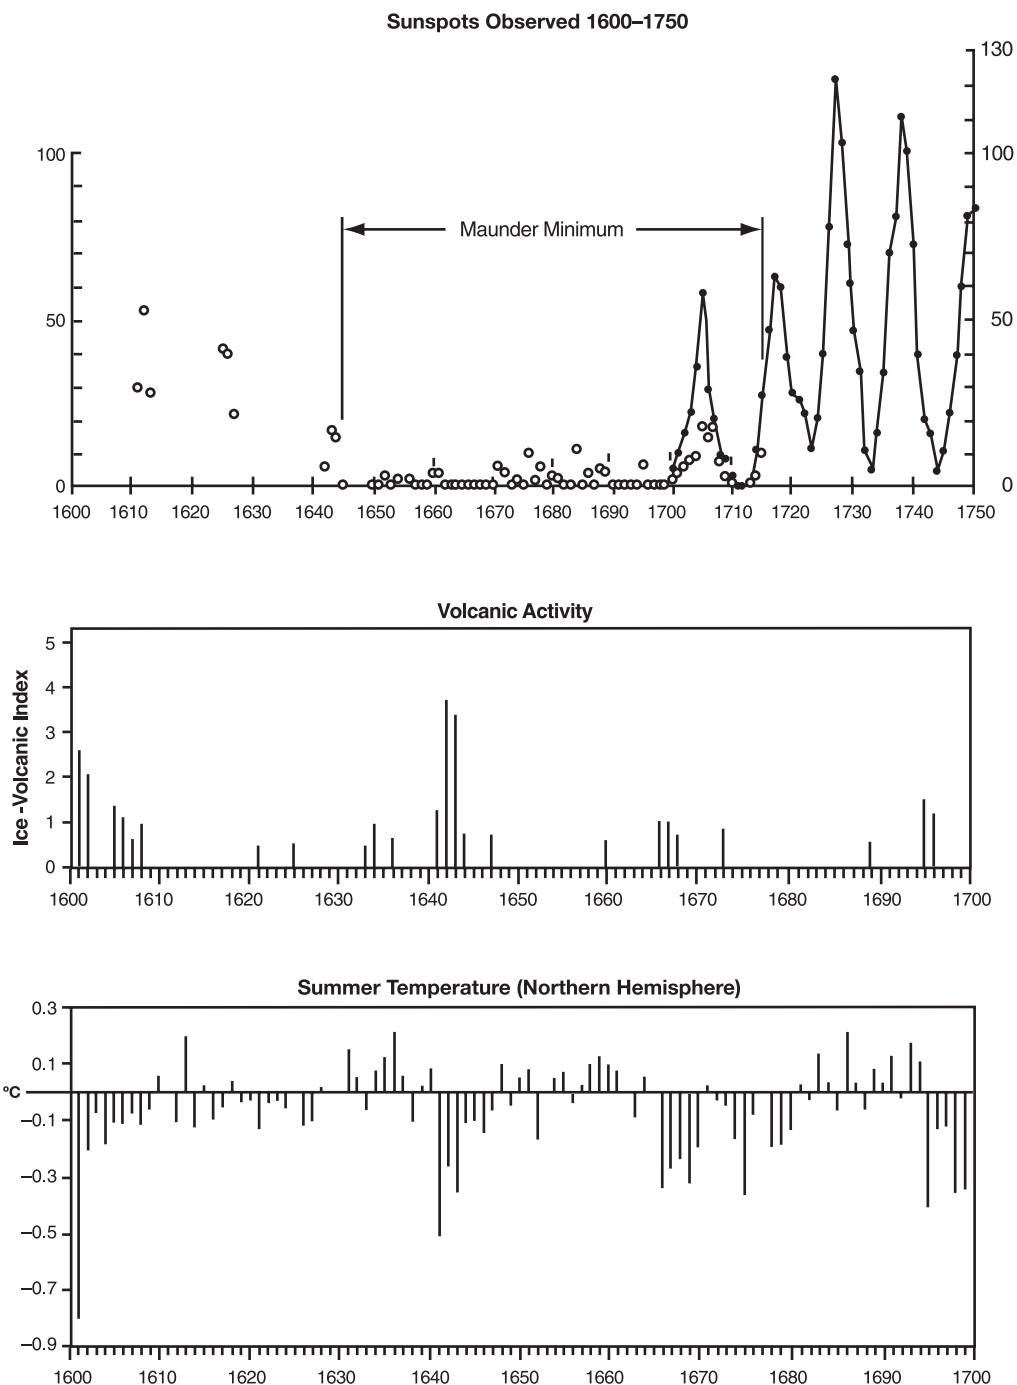 Sunspots Observed 1600–1750
130
100 100
Maunder Minimum
50 50
0 0
1600 1610 1620 1630 1640 1650 1660 1670 1680 1690 1700 1710 1720 1730 1740 1750
Volcanic Activity
Ice -Volcanic Index
5
4
3
2
1
0
1600 1610 1620 1630 1640 1650 1660 1670 1680 1690 1700
Summer Temperature (Northern Hemisphere)
0.3
0.1
°C
–0.1
–0.3
–0.5
–0.7
–0.9
1600 1610 1620 1630 1640 1650 1660 1670 1680 1690 1700